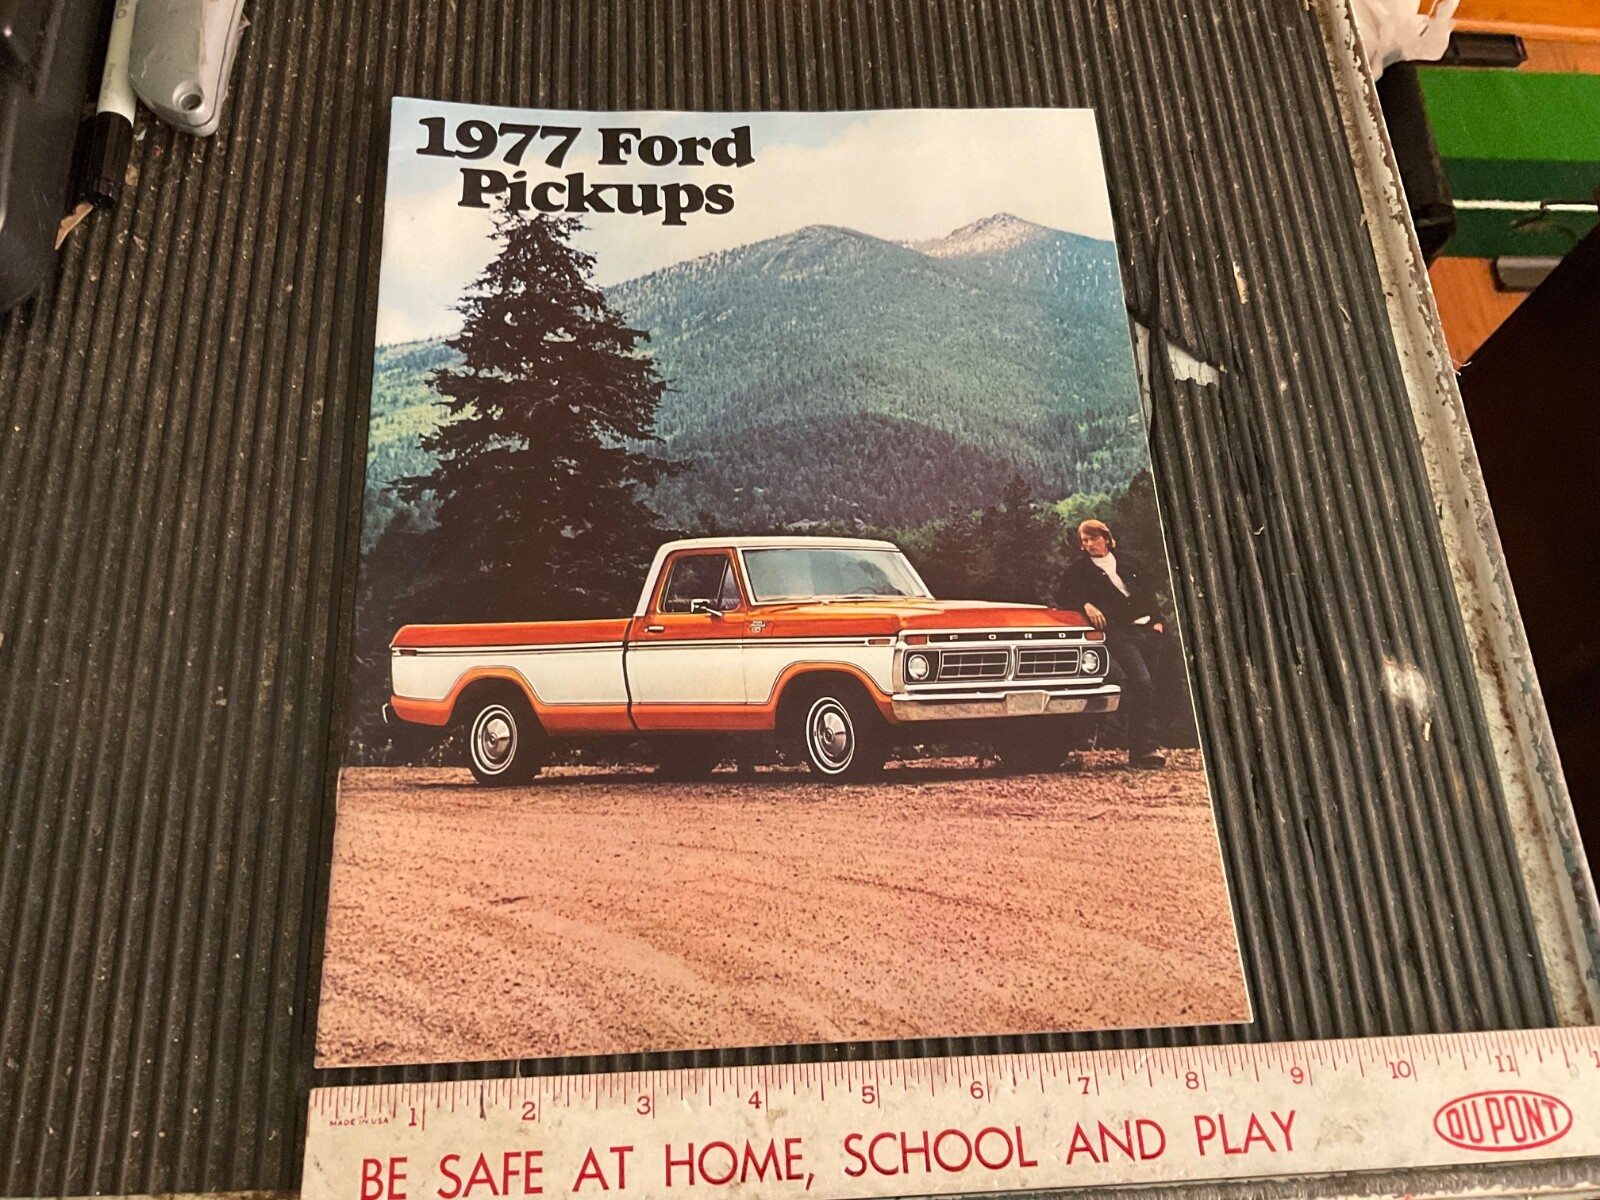 1977 Ford
Pickups
FORD
1 2 3 4 5 6 7 8 9 10 11
MADE IN USA
BE SAFE AT HOME, SCHOOL AND PLAY
DU PONT